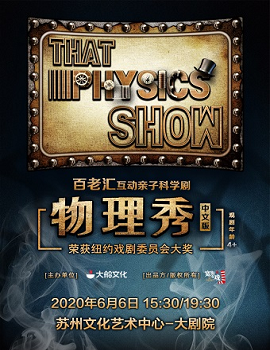 THAT
PHYSICS
SHOW
百老汇互动亲子科学剧
物理秀
中文版
观剧年龄
4+
荣获纽约戏剧委员会大奖
[主办单位] 大船文化 [出品方/版权所有]
2020年6月6日 15:30/19:30
苏州文化艺术中心-大剧院